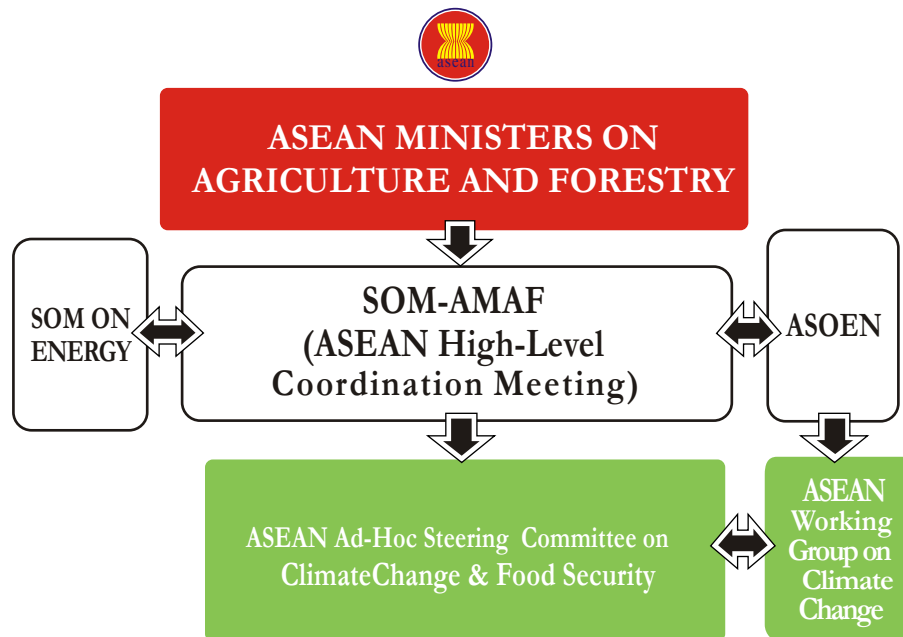 asean
ASEAN MINISTERS ON
AGRICULTURE AND FORESTRY
SOM ON
ENERGY
SOM-AMAF
(ASEAN High-Level
Coordination Meeting)
ASOEN
ASEAN Ad-Hoc Steering Committee on
ClimateChange & Food Security
ASEAN
Working
Group on
Climate
Change